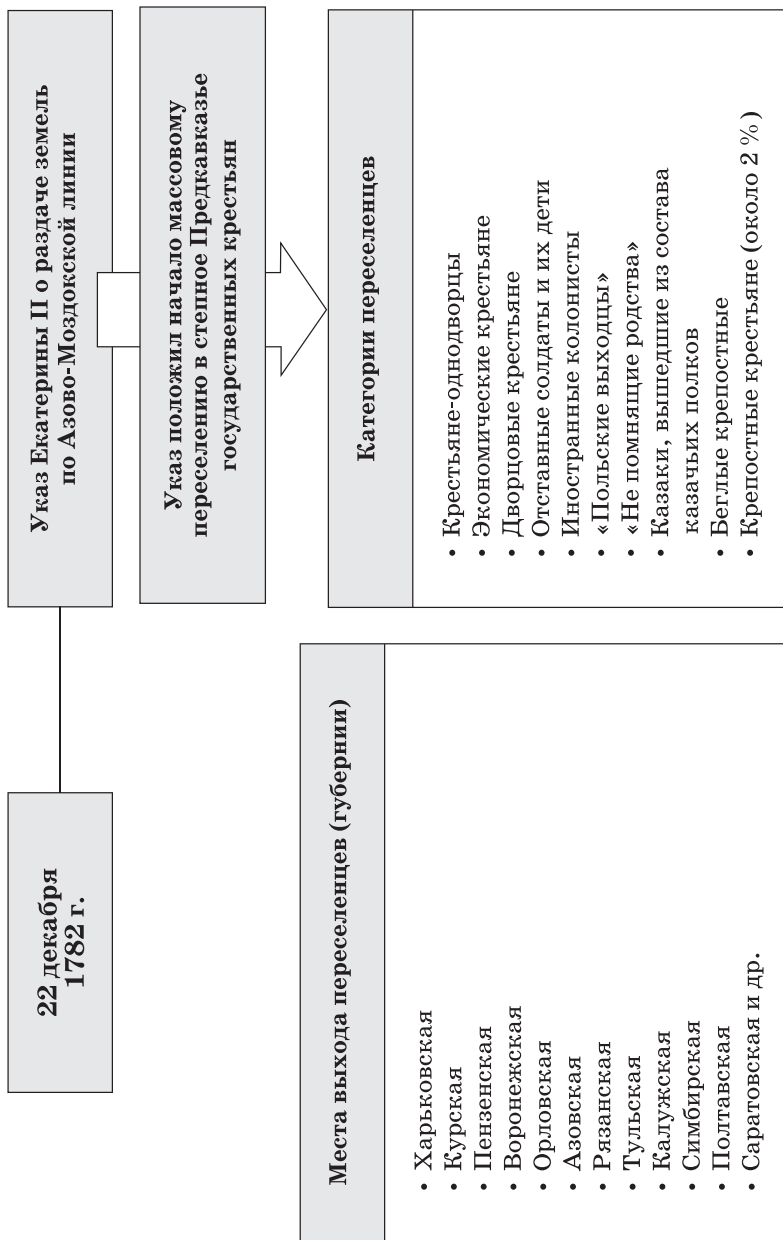 22 декабря
1782 г.
Указ Екатерины II о раздаче земель
по Азово-Моздокской линии
Указ положил начало массовому
переселению в степное Предкавказье
государственных крестьян
Места выхода переселенцев (губернии)
• Харьковская
• Курская
• Пензенская
• Воронежская
• Орловская
• Азовская
• Рязанская
• Тульская
• Калужская
• Симбирская
• Полтавская
• Саратовская и др.
Категории переселенцев
• Крестьяне-однодворцы
• Экономические крестьяне
• Дворцовые крестьяне
• Отставные солдаты и их дети
• Иностранные колонисты
• «Польские выходцы»
• «Не помнящие родства»
• Казаки, вышедшие из состава
казачьих полков
• Беглые крепостные
• Крепостные крестьяне (около 2 %)